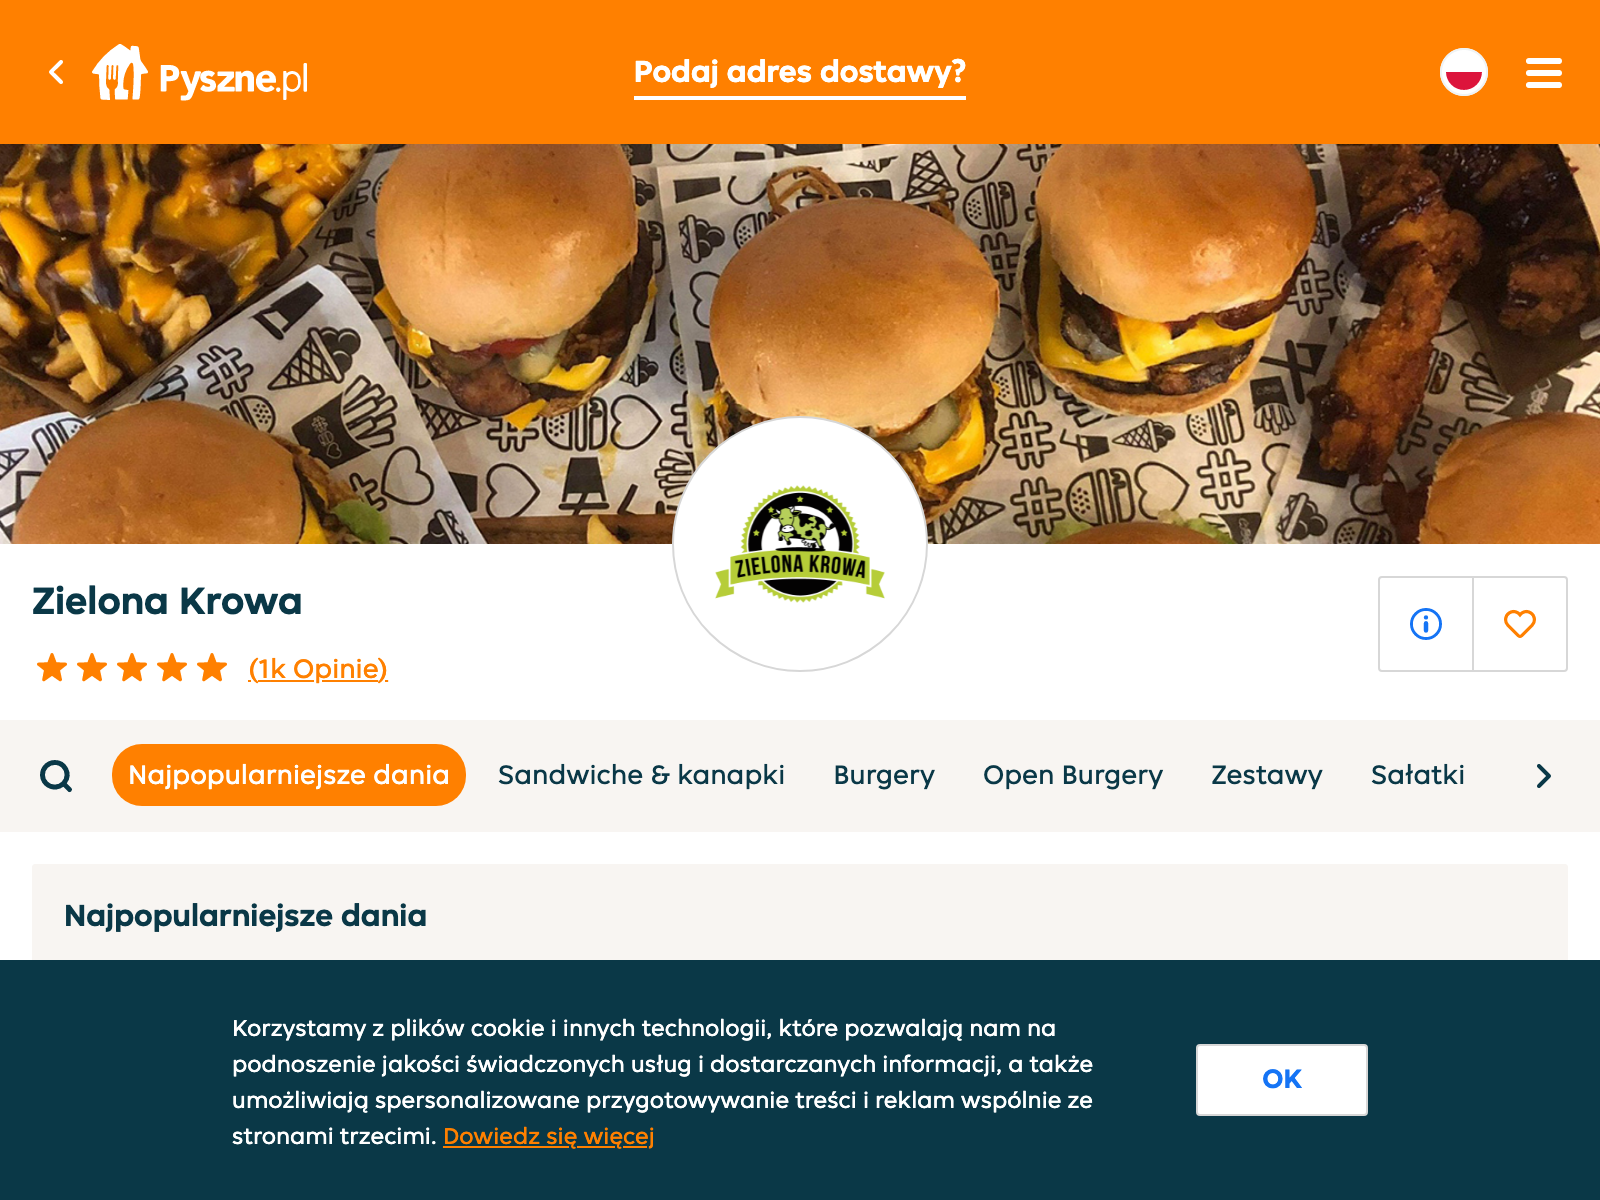 Pyszne.pl
Podaj adres dostawy?
ZIELONA KROWA
Zielona Krowa
(1k Opinie)
Najpopularniejsze dania
Sandwiche & kanapki
Burgery
Open Burgery
Zestawy
Sałatki
Najpopularniejsze dania
Korzystamy z plików cookie i innych technologii, które pozwalają nam na
podnoszenie jakości świadczonych usług i dostarczanych informacji, a także
umożliwiają spersonalizowane przygotowywanie treści i reklam wspólnie ze
stronami trzecimi. Dowiedz się więcej
OK